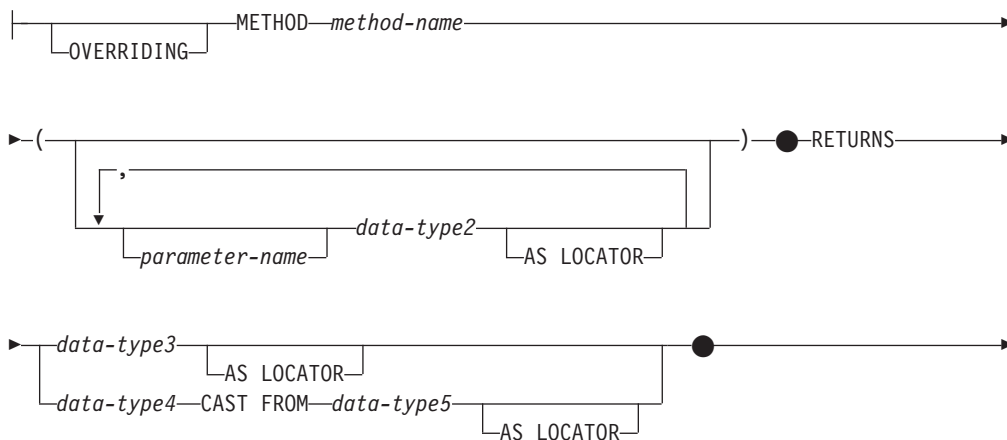 METHOD method-name
OVERRIDING
( ) RETURNS
,
data-type2
parameter-name AS LOCATOR
data-type3
AS LOCATOR
data-type4 CAST FROM data-type5
AS LOCATOR